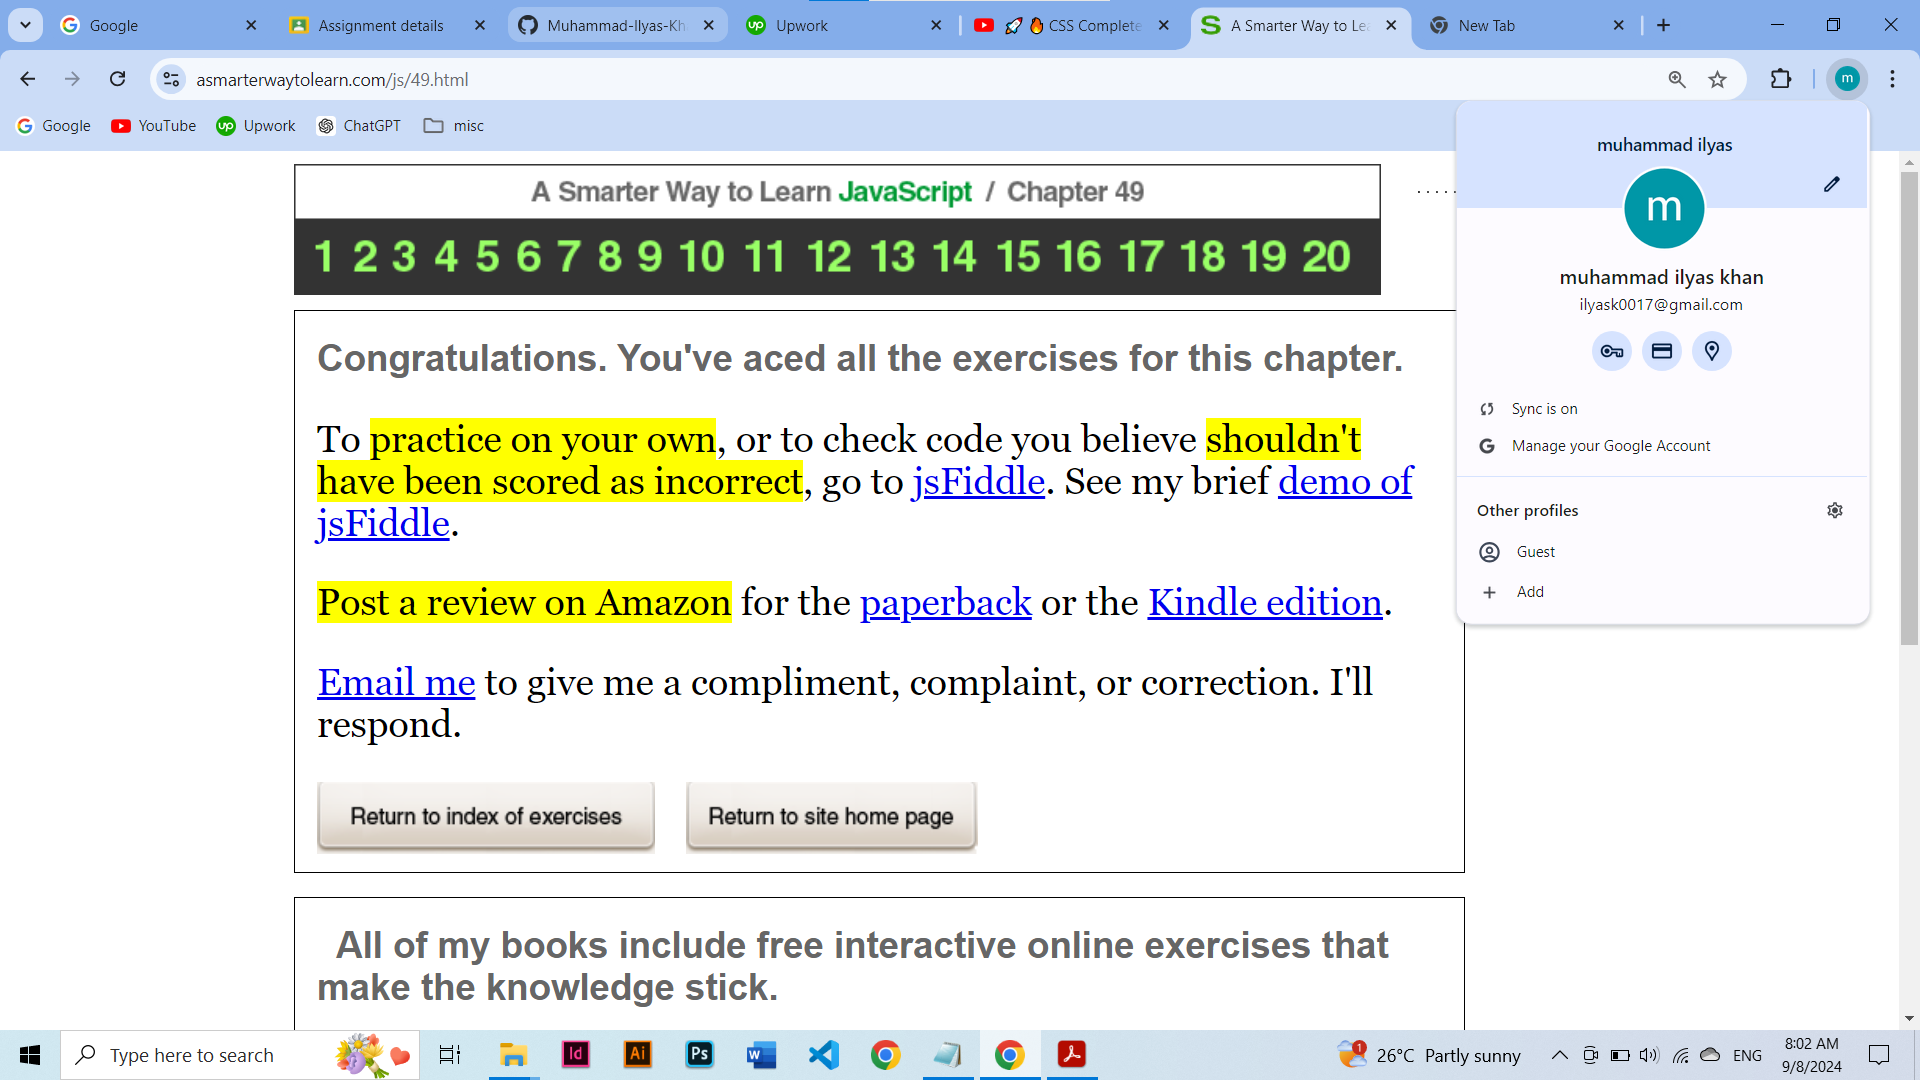 Google
Assignment details
Muhammad-Ilyas-Kh
Upwork
🚀🔥 CSS Complete
A Smarter Way to Lea
New Tab
asmarterwaytolearn.com/js/49.html
m
Google
YouTube
Upwork
ChatGPT
misc
A Smarter Way to Learn JavaScript / Chapter 49
1 2 3 4 5 6 7 8 9 10 11 12 13 14 15 16 17 18 19 20
Congratulations. You've aced all the exercises for this chapter.
To practice on your own, or to check code you believe shouldn't
have been scored as incorrect, go to jsFiddle. See my brief demo of
jsFiddle.
Post a review on Amazon for the paperback or the Kindle edition.
Email me to give me a compliment, complaint, or correction. I'll
respond.
Return to index of exercises
Return to site home page
All of my books include free interactive online exercises that
make the knowledge stick.
muhammad ilyas
m
muhammad ilyas khan
ilyask0017@gmail.com
Sync is on
Manage your Google Account
Other profiles
Guest
Add
Type here to search
Id
Ai
Ps
W
1
26°C Partly sunny
ENG
8:02 AM
9/8/2024